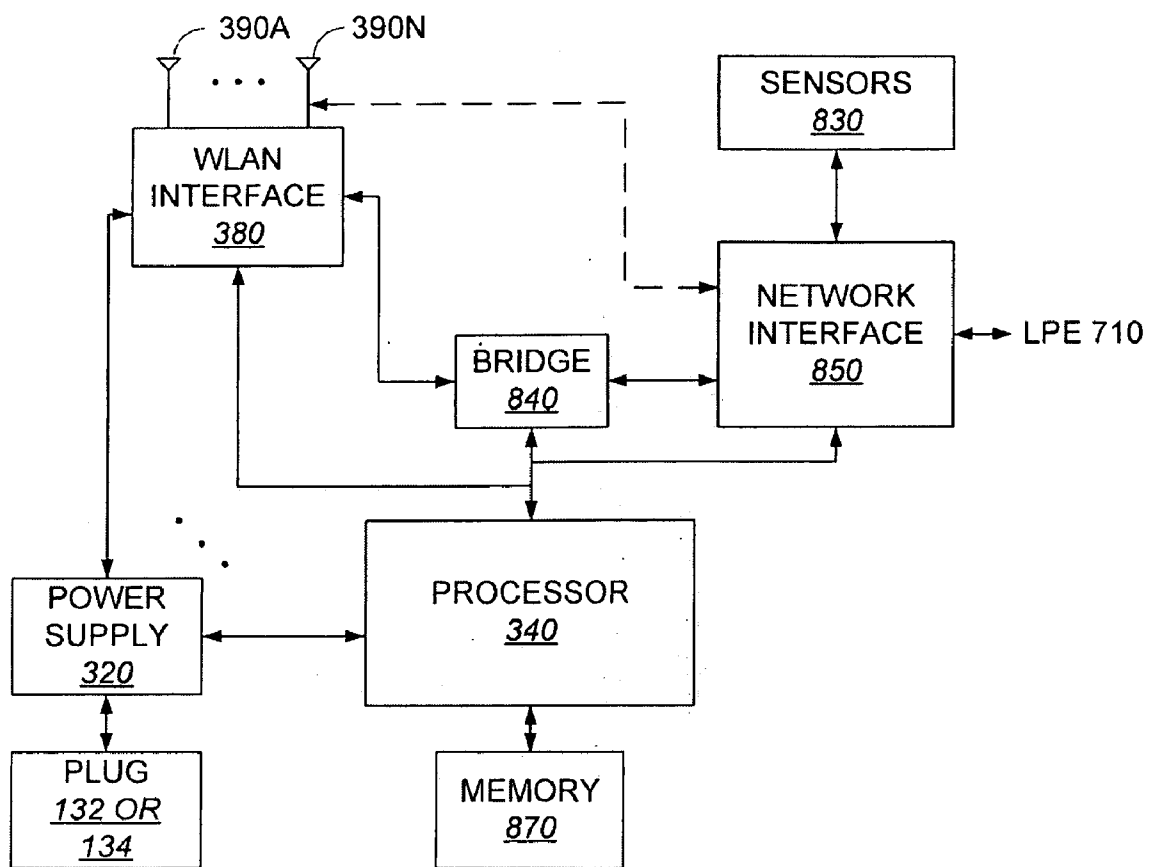 390A
390N
SENSORS
830
WLAN
INTERFACE
380
NETWORK
INTERFACE
850
LPE 710
BRIDGE
840
POWER
SUPPLY
320
PROCESSOR
340
PLUG
132 OR
134
MEMORY
870